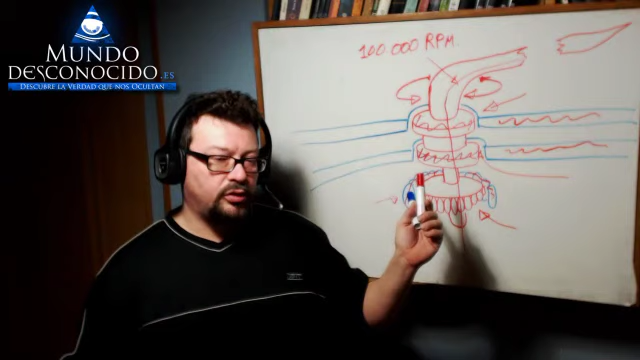 MUNDO
DESCONOCIDO.ES
DESCUBRE LA VERDAD QUE NOS OCULTAN
100.000 RPM.